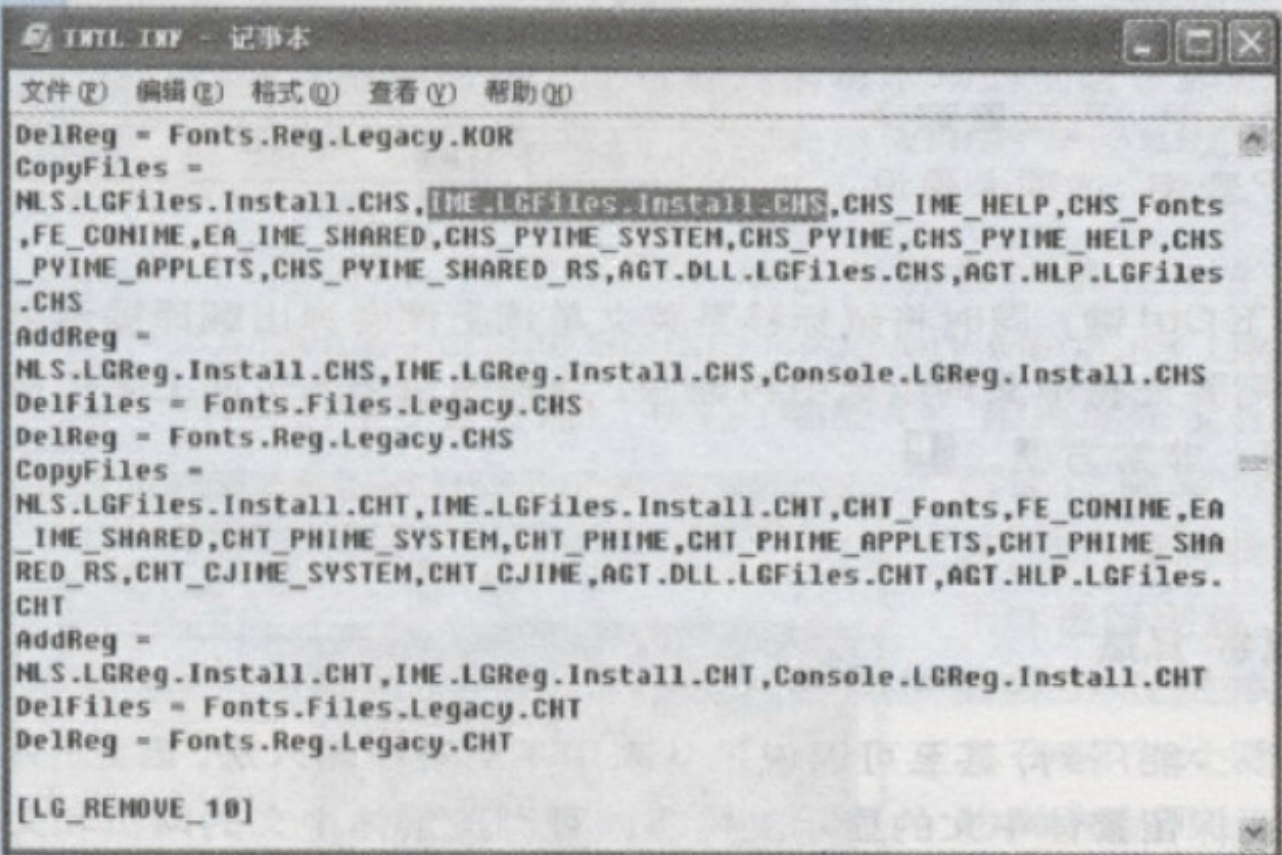 INTL.INF - 记事本
文件(F) 编辑(E) 格式(O) 查看(V) 帮助(H)
DelReg = Fonts.Reg.Legacy.KOR
CopyFiles =
NLS.LGFiles.Install.CHS,IME.LGFiles.Install.CHS,CHS_IME_HELP,CHS_Fonts
,FE_CONIME,EA_IME_SHARED,CHS_PYIME_SYSTEM,CHS_PYIME,CHS_PYIME_HELP,CHS
_PYIME_APPLETS,CHS_PYIME_SHARED_RS,AGT.DLL.LGFiles.CHS,AGT.HLP.LGFiles
.CHS
AddReg =
NLS.LGReg.Install.CHS,IME.LGReg.Install.CHS,Console.LGReg.Install.CHS
DelFiles = Fonts.Files.Legacy.CHS
DelReg = Fonts.Reg.Legacy.CHS
CopyFiles =
NLS.LGFiles.Install.CHT,IME.LGFiles.Install.CHT,CHT_Fonts,FE_CONIME,EA
_IME_SHARED,CHT_PHIME_SYSTEM,CHT_PHIME,CHT_PHIME_APPLETS,CHT_PHIME_SHA
RED_RS,CHT_CJIME_SYSTEM,CHT_CJIME,AGT.DLL.LGFiles.CHT,AGT.HLP.LGFiles.
CHT
AddReg =
NLS.LGReg.Install.CHT,IME.LGReg.Install.CHT,Console.LGReg.Install.CHT
DelFiles = Fonts.Files.Legacy.CHT
DelReg = Fonts.Reg.Legacy.CHT
[LG_REMOVE_10]